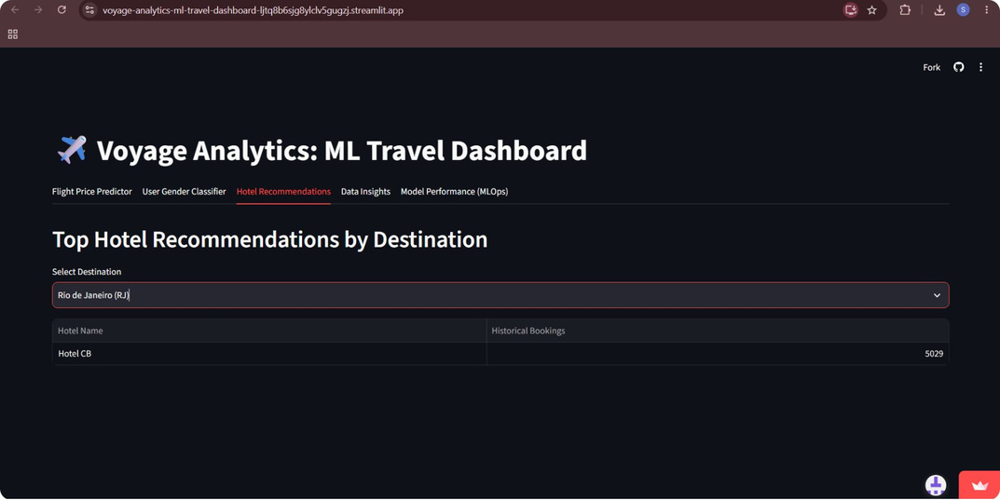 voyage-analytics-ml-travel-dashboard-ljtq8b6sjg8ylclv5gugzj.streamlit.app
S
Fork
Voyage Analytics: ML Travel Dashboard
Flight Price Predictor User Gender Classifier Hotel Recommendations Data Insights Model Performance (MLOps)
Top Hotel Recommendations by Destination
Select Destination
Rio de Janeiro (RJ)
Hotel Name Historical Bookings
Hotel CB 5029